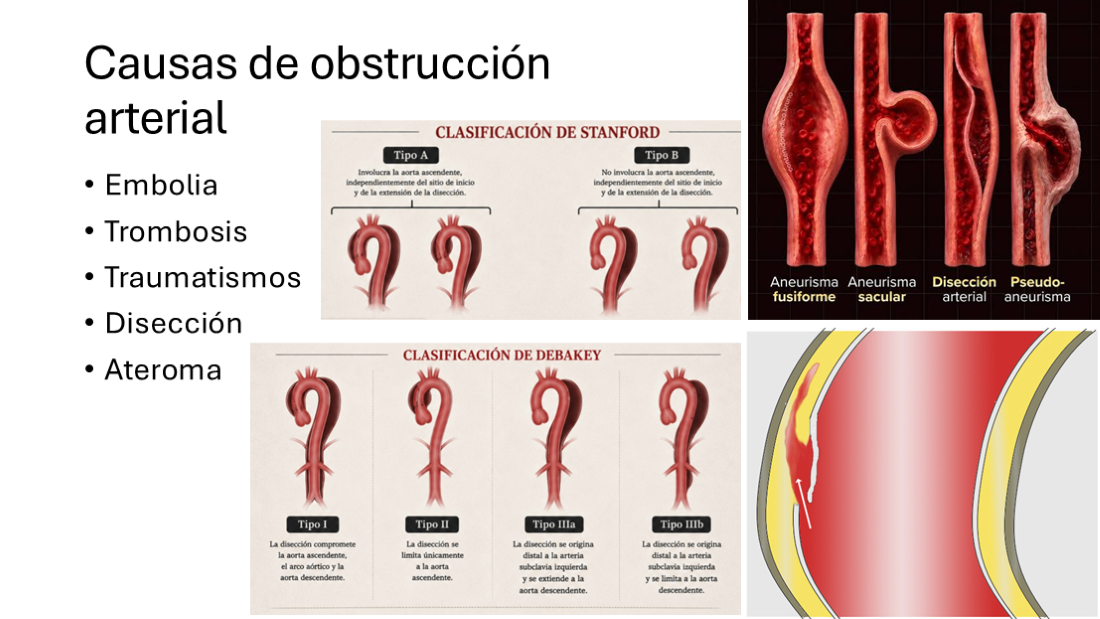 Causas de obstrucción
arterial
• Embolia
• Trombosis
• Traumatismos
• Disección
• Ateroma
CLASIFICACIÓN DE STANFORD
Tipo A
Involucra la aorta ascendente,
independientemente del sitio de inicio
y de la extensión de la disección.
Tipo B
No involucra la aorta ascendente,
independientemente del sitio de inicio
y de la extensión de la disección.
CLASIFICACIÓN DE DEBAKEY
Tipo I
La disección compromete
la aorta ascendente,
el arco aórtico y la
aorta descendente.
Tipo II
La disección se
limita únicamente
a la aorta
ascendente.
Tipo IIIa
La disección se origina
distal a la arteria
subclavia izquierda
y se extiende a la
aorta descendente.
Tipo IIIb
La disección se origina
distal a la arteria
subclavia izquierda
y se limita a la aorta
descendente.
Aneurisma
fusiforme
Aneurisma
sacular
Disección
arterial
Pseudo-
aneurisma